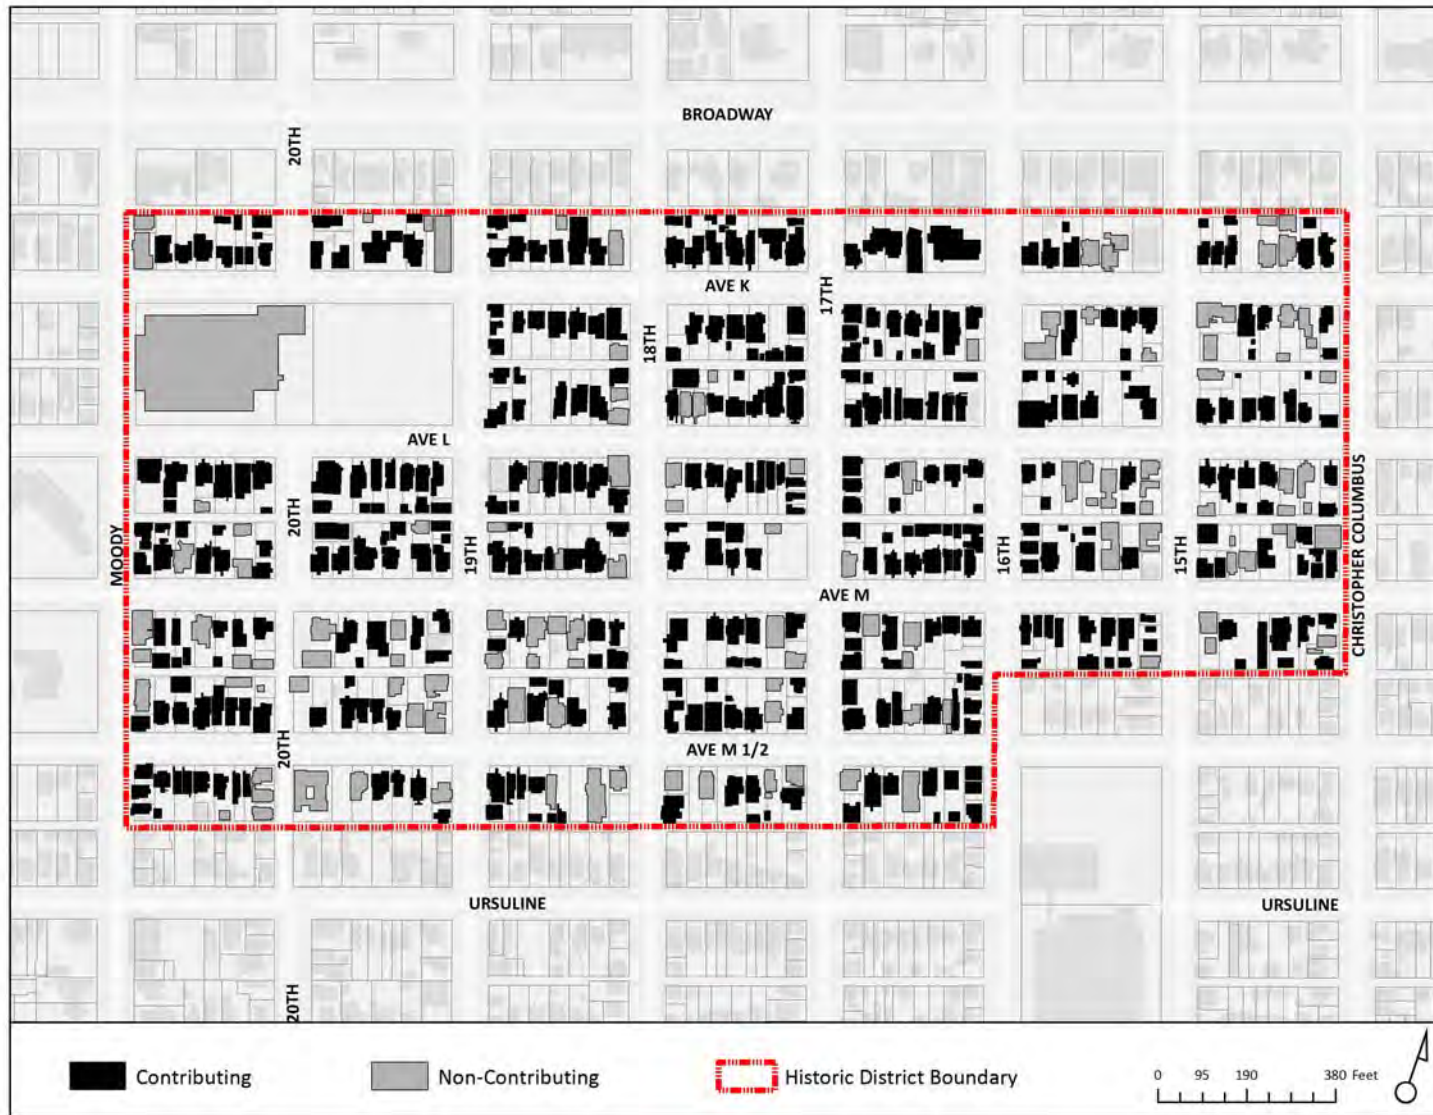 BROADWAY
20TH
AVE K
17TH
18TH
AVE L
20TH
MOODY
19TH
16TH
15TH
CHRISTOPHER COLUMBUS
AVE M
20TH
AVE M 1/2
URSULINE
URSULINE
20TH
Contributing
Non-Contributing
Historic District Boundary
0 95 190 380 Feet